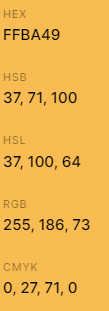 HEX
FFBA49
HSB
37, 71, 100
HSL
37, 100, 64
RGB
255, 186, 73
CMYK
0, 27, 71, 0